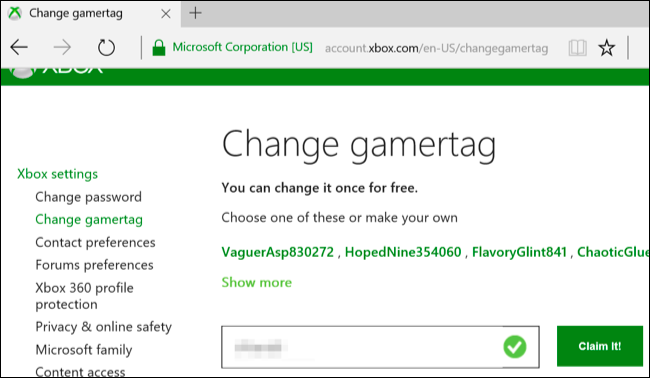 Change gamertag
Microsoft Corporation [US] account.xbox.com/en-US/changegamertag
XBOX
Change gamertag
You can change it once for free.
Choose one of these or make your own
VaguerAsp830272 , HopedNine354060 , FlavoryGlint841 , ChaoticGlue
Show more
Claim It!
Xbox settings
Change password
Change gamertag
Contact preferences
Forums preferences
Xbox 360 profile
protection
Privacy & online safety
Microsoft family
Content access